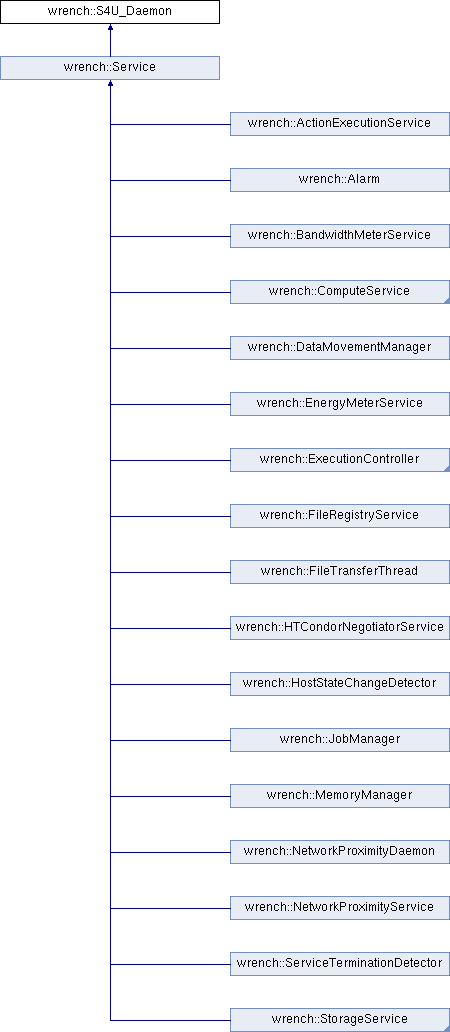 wrench::S4U_Daemon
wrench::Service
wrench::ActionExecutionService
wrench::Alarm
wrench::BandwidthMeterService
wrench::ComputeService
wrench::DataMovementManager
wrench::EnergyMeterService
wrench::ExecutionController
wrench::FileRegistryService
wrench::FileTransferThread
wrench::HTCondorNegotiatorService
wrench::HostStateChangeDetector
wrench::JobManager
wrench::MemoryManager
wrench::NetworkProximityDaemon
wrench::NetworkProximityService
wrench::ServiceTerminationDetector
wrench::StorageService